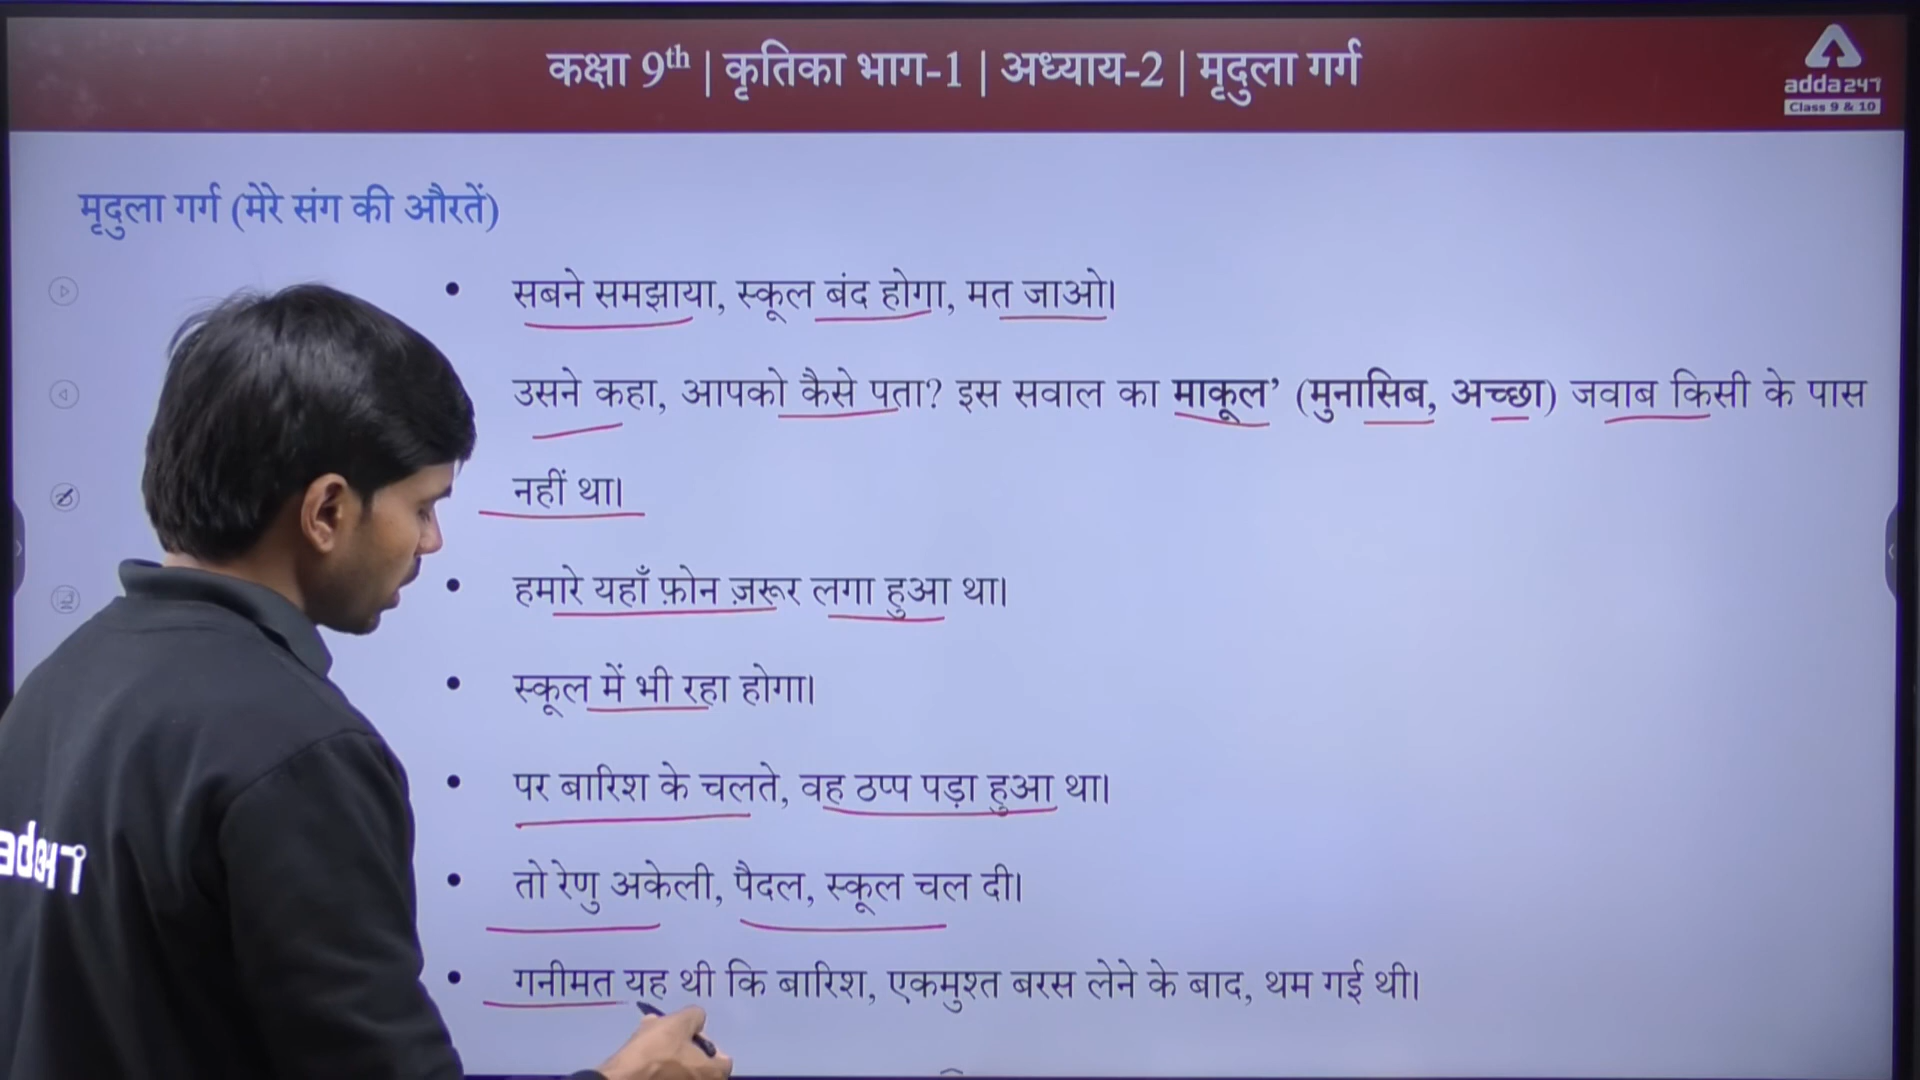 कक्षा 9th | कृतिका भाग-1 | अध्याय-2 | मृदुला गर्ग
adda247
Class 9 & 10
मृदुला गर्ग (मेरे संग की औरतें)
• सबने समझाया, स्कूल बंद होगा, मत जाओ।
उसने कहा, आपको कैसे पता? इस सवाल का माकूल’ (मुनासिब, अच्छा) जवाब किसी के पास
नहीं था।
• हमारे यहाँ फ़ोन ज़रूर लगा हुआ था।
• स्कूल में भी रहा होगा।
• पर बारिश के चलते, वह ठप्प पड़ा हुआ था।
• तो रेणु अकेली, पैदल, स्कूल चल दी।
• गनीमत यह थी कि बारिश, एकमुश्त बरस लेने के बाद, थम गई थी।
adda247